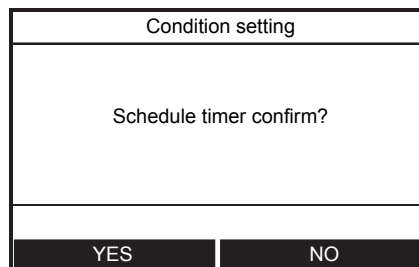 Condition setting
Schedule timer confirm?
YES NO